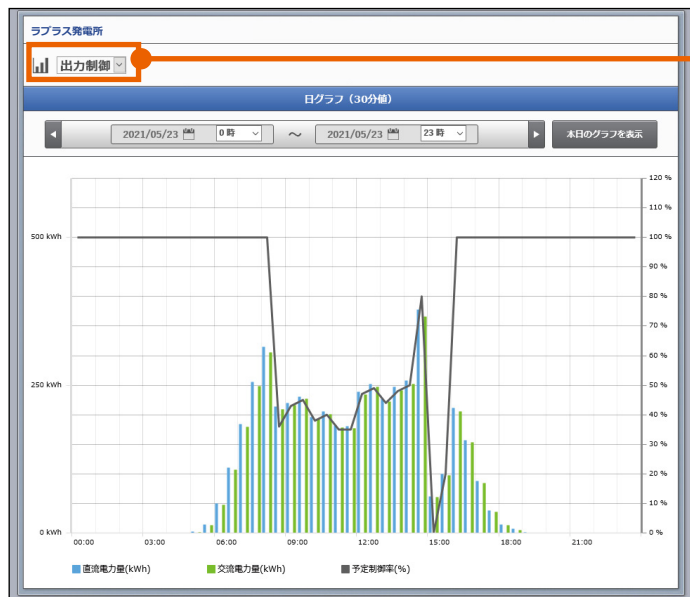 ラプラス発電所
出力制御
日グラフ（30分値）
2021/05/23 0 時 ～ 2021/05/23 23 時 本日のグラフを表示
120 %
110 %
500 kWh 100 %
90 %
80 %
70 %
60 %
250 kWh 50 %
40 %
30 %
20 %
10 %
0 kWh 0 %
00:00 03:00 06:00 09:00 12:00 15:00 18:00 21:00
直流電力量(kWh) 交流電力量(kWh) 予定制御率(%)